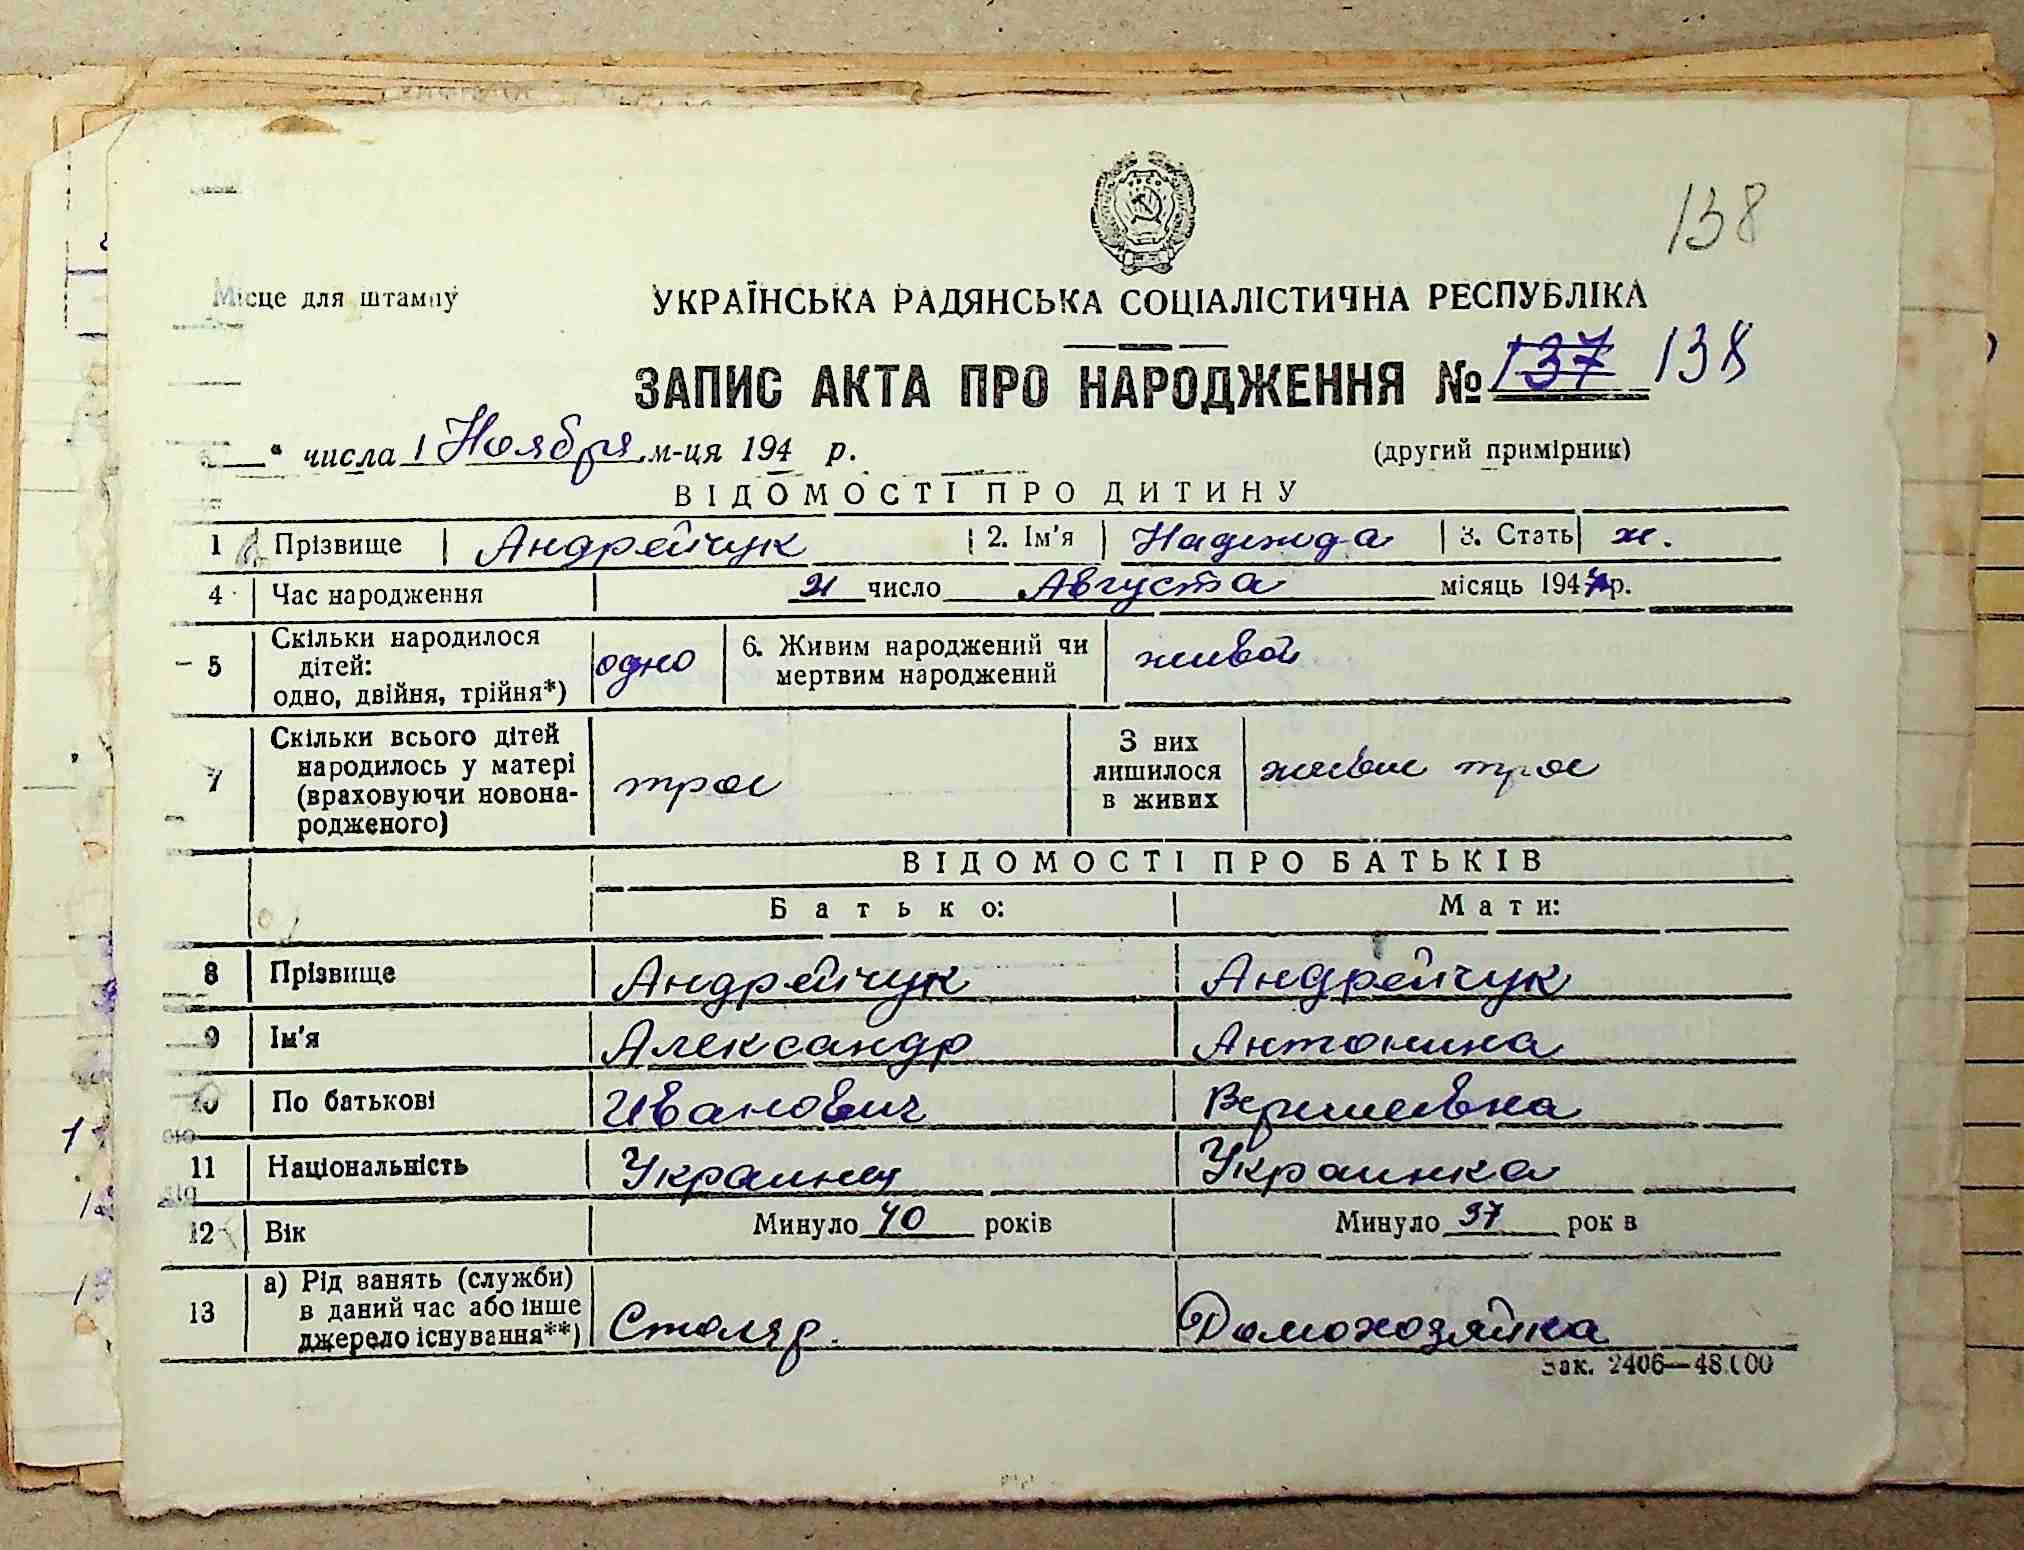 138
Місце для штампу
УКРАЇНСЬКА РАДЯНСЬКА СОЦІАЛІСТИЧНА РЕСПУБЛІКА
ЗАПИС АКТА ПРО НАРОДЖЕННЯ № 137 138
" числа 1 Ноября м-ця 194 р. (другий примірник)
ВІДОМОСТІ ПРО ДИТИНУ
1 Прізвище Андрейчук 2. Ім'я Надежда 3. Стать ж.
4 Час народження 21 число Августа місяць 194 р.
5 Скільки народилося дітей: одно, двійня, трійня*) одно 6. Живим народжений чи мертвим народжений живой
7 Скільки всього дітей народилось у матері (враховуючи новонародженого) трое З них лишилося в живих живые трое
ВІДОМОСТІ ПРО БАТЬКІВ
Батько: Мати:
8 Прізвище Андрейчук Андрейчук
9 Ім'я Александр Антонина
10 По батькові Иванович
11 Національність Украинец Украинка
12 Вік Минуло 40 років Минуло 37 рок в
13 а) Рід занять (служби) в даний час або інше джерело існування**) Столяр. Домохозяйка
Зак. 2406—48.000